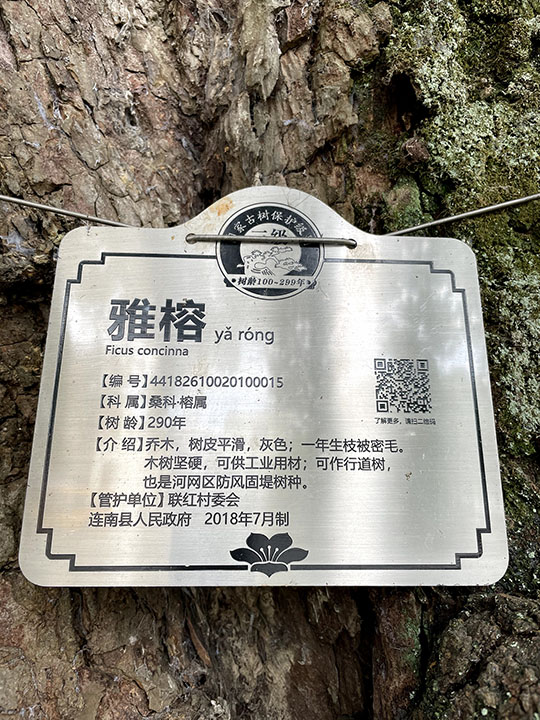 家古树保护级
三级
树龄100~299年
雅榕 yǎ róng
Ficus concinna
【编 号】44182610020100015
【科 属】桑科·榕属
【树 龄】290年
【介 绍】乔木，树皮平滑，灰色；一年生枝被密毛。
木树坚硬，可供工业用材；可作行道树，
也是河网区防风固堤树种。
了解更多，请扫二维码
【管护单位】联红村委会
连南县人民政府 2018年7月制